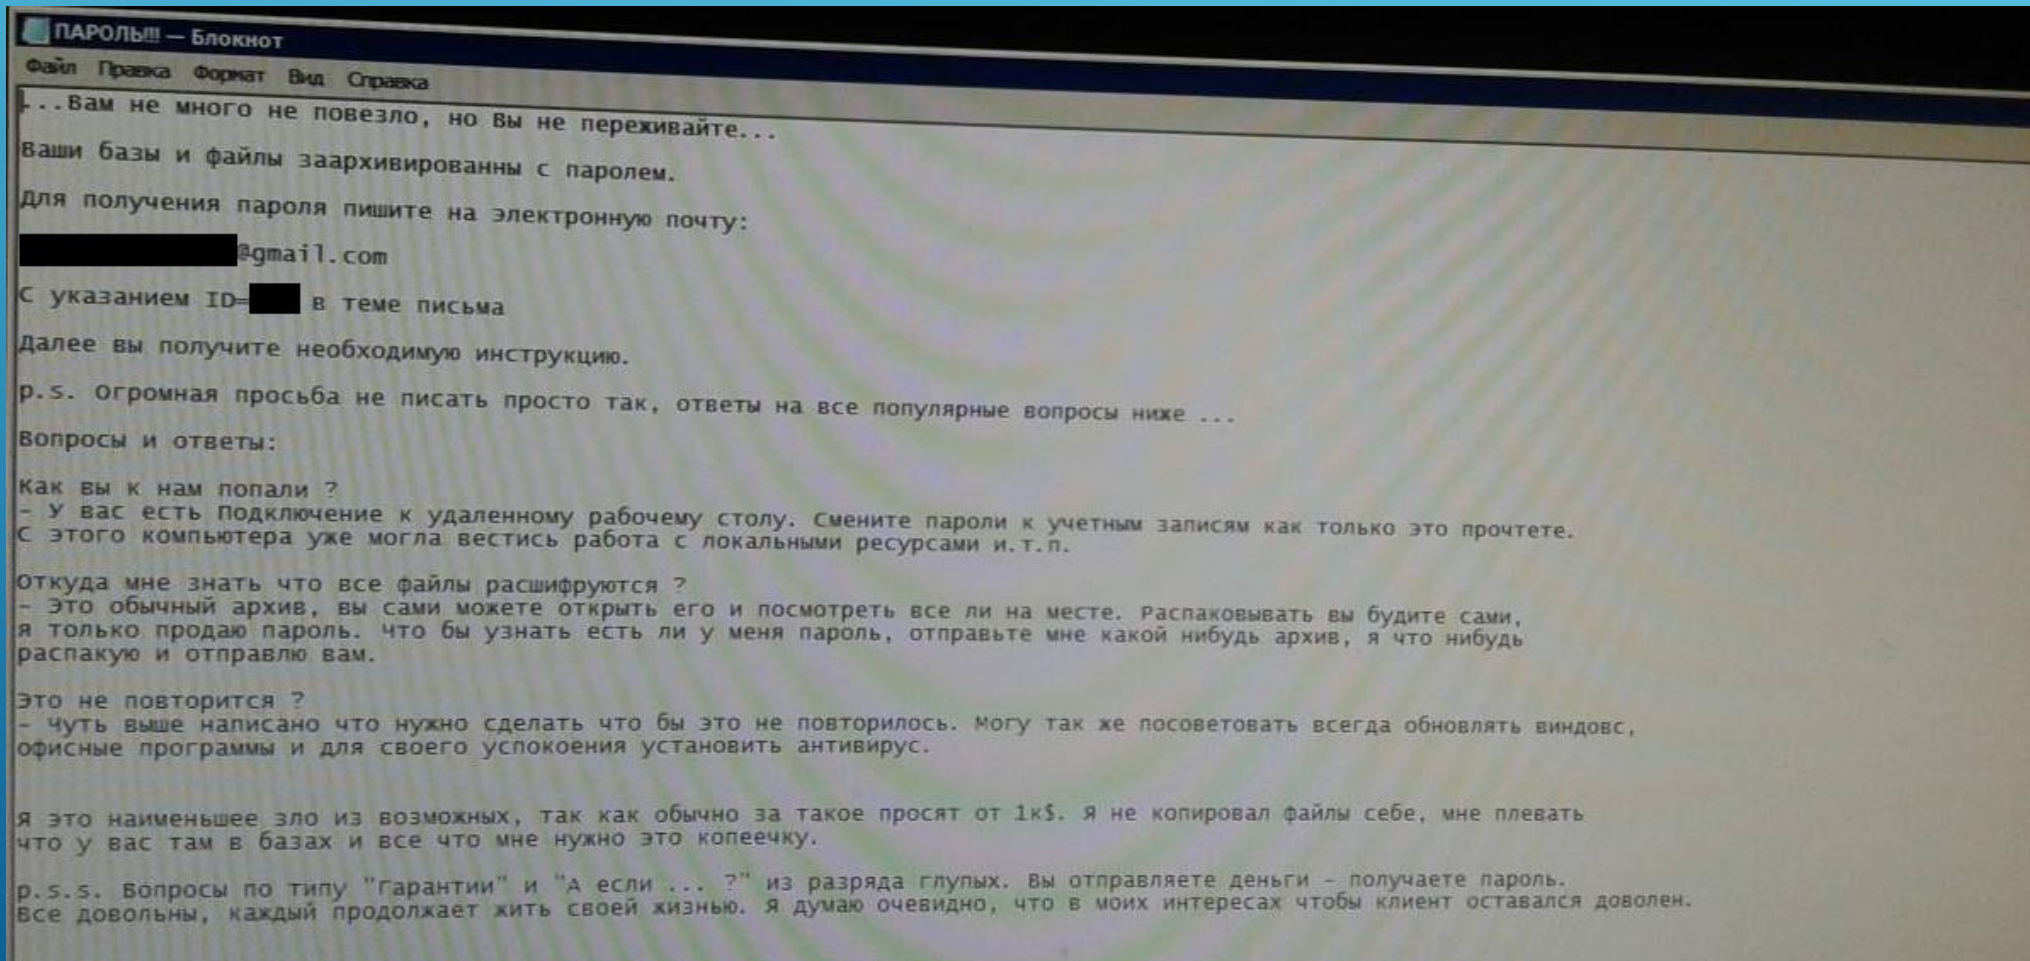 ПАРОЛЬ!!! — Блокнот
Файл Правка Формат Вид Справка
...Вам не много не повезло, но Вы не переживайте...
Ваши базы и файлы заархивированны с паролем.
Для получения пароля пишите на электронную почту:
@gmail.com
С указанием ID= в теме письма
Далее вы получите необходимую инструкцию.
p.s. Огромная просьба не писать просто так, ответы на все популярные вопросы ниже ...
Вопросы и ответы:
Как вы к нам попали ?
- У вас есть Подключение к удаленному рабочему столу. Смените пароли к учетным записям как только это прочтете.
С этого компьютера уже могла вестись работа с локальными ресурсами и.т.п.
Откуда мне знать что все файлы расшифруются ?
- Это обычный архив, вы сами можете открыть его и посмотреть все ли на месте. Распаковывать вы будите сами,
я только продаю пароль. Что бы узнать есть ли у меня пароль, отправьте мне какой нибудь архив, я что нибудь
распакую и отправлю вам.
Это не повторится ?
- Чуть выше написано что нужно сделать что бы это не повторилось. Могу так же посоветовать всегда обновлять виндовс,
офисные программы и для своего успокоения установить антивирус.
Я это наименьшее зло из возможных, так как обычно за такое просят от 1к$. Я не копировал файлы себе, мне плевать
что у вас там в базах и все что мне нужно это копеечку.
p.s.s. Вопросы по типу "Гарантии" и "А если ... ?" из разряда глупых. Вы отправляете деньги - получаете пароль.
Все довольны, каждый продолжает жить своей жизнью. Я думаю очевидно, что в моих интересах чтобы клиент оставался доволен.